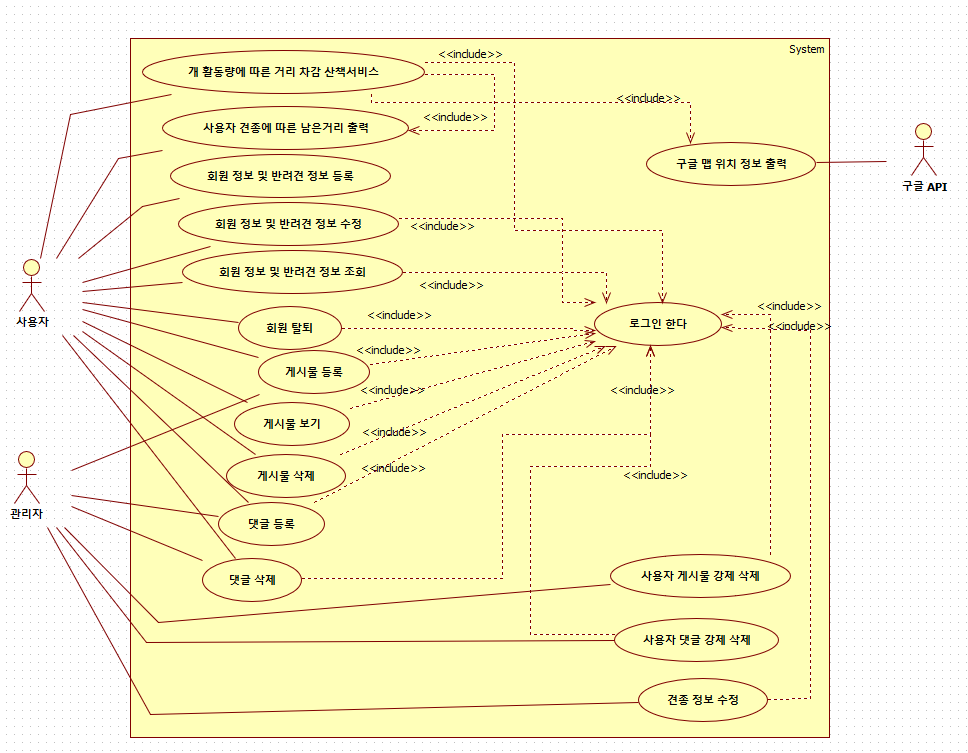 System
<<include>>
개 활동량에 따른 거리 차감 산책서비스
<<include>>
<<include>>
사용자 견종에 따른 남은거리 출력
구글 맵 위치 정보 출력
구글 API
회원 정보 및 반려견 정보 등록
회원 정보 및 반려견 정보 수정
<<include>>
회원 정보 및 반려견 정보 조회
<<include>>
사용자
<<include>>
<<include>>
<<include>>
회원 탈퇴
로그인 한다
<<include>>
게시물 등록
<<include>>
<<include>>
게시물 보기
<<include>>
<<include>>
게시물 삭제
<<include>>
관리자
댓글 등록
댓글 삭제
사용자 게시물 강제 삭제
사용자 댓글 강제 삭제
견종 정보 수정